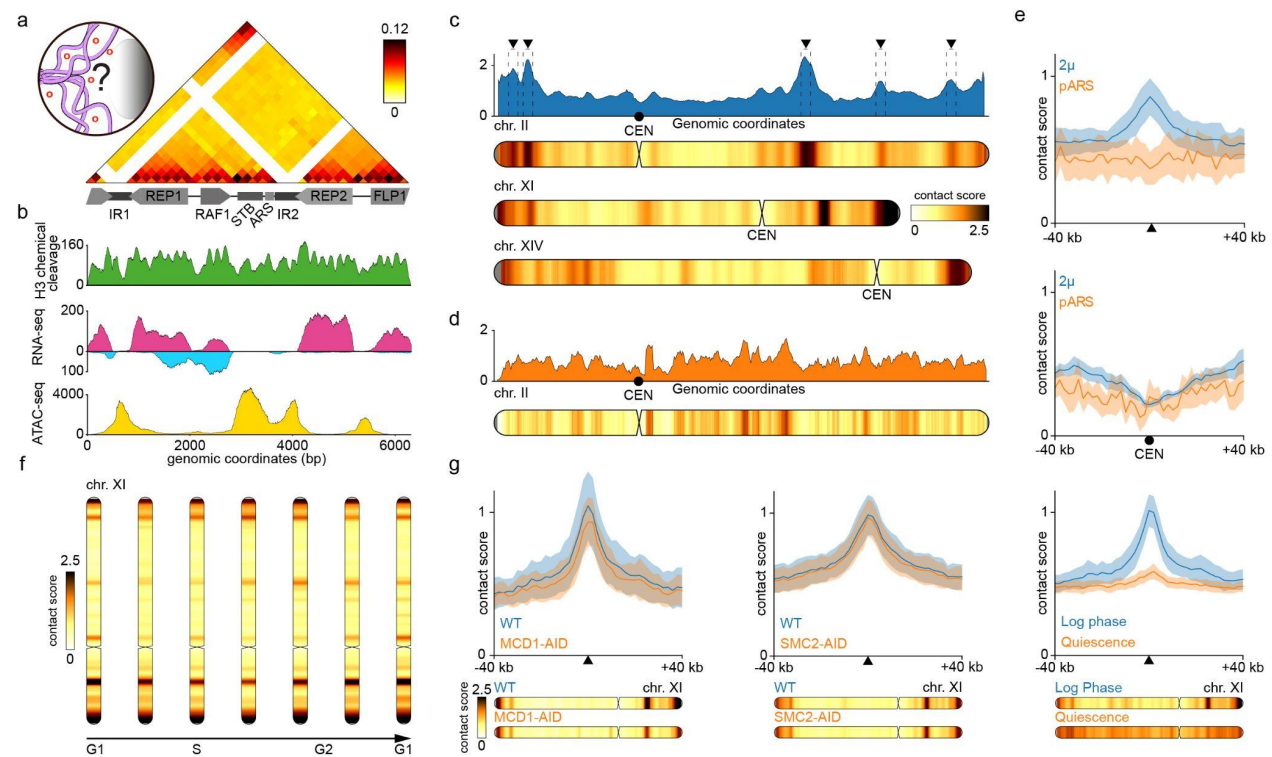 a
?
0.12
0
REP1
REP2
FLP1
IR1
RAF1
STB
ARS
IR2
b
H3 chemical
cleavage
160
0
RNA-seq
200
0
100
ATAC-seq
4000
0
0
2000
4000
6000
genomic coordinates (bp)
c
2
0
CEN
Genomic coordinates
chr. II
chr. XI
contact score
0
2.5
CEN
chr. XIV
CEN
d
2
0
CEN
Genomic coordinates
chr. II
e
2µ
pARS
1
contact score
0
-40 kb
+40 kb
2µ
pARS
1
contact score
0
-40 kb
+40 kb
CEN
f
chr. XI
2.5
contact score
0
G1
S
G2
G1
g
1
contact score
0
WT
MCD1-AID
-40 kb
+40 kb
2.5
contact score
0
WT
chr. XI
MCD1-AID
1
contact score
0
WT
SMC2-AID
-40 kb
+40 kb
WT
chr. XI
SMC2-AID
1
contact score
0
Log phase
Quiescence
-40 kb
+40 kb
Log Phase
chr. XI
Quiescence